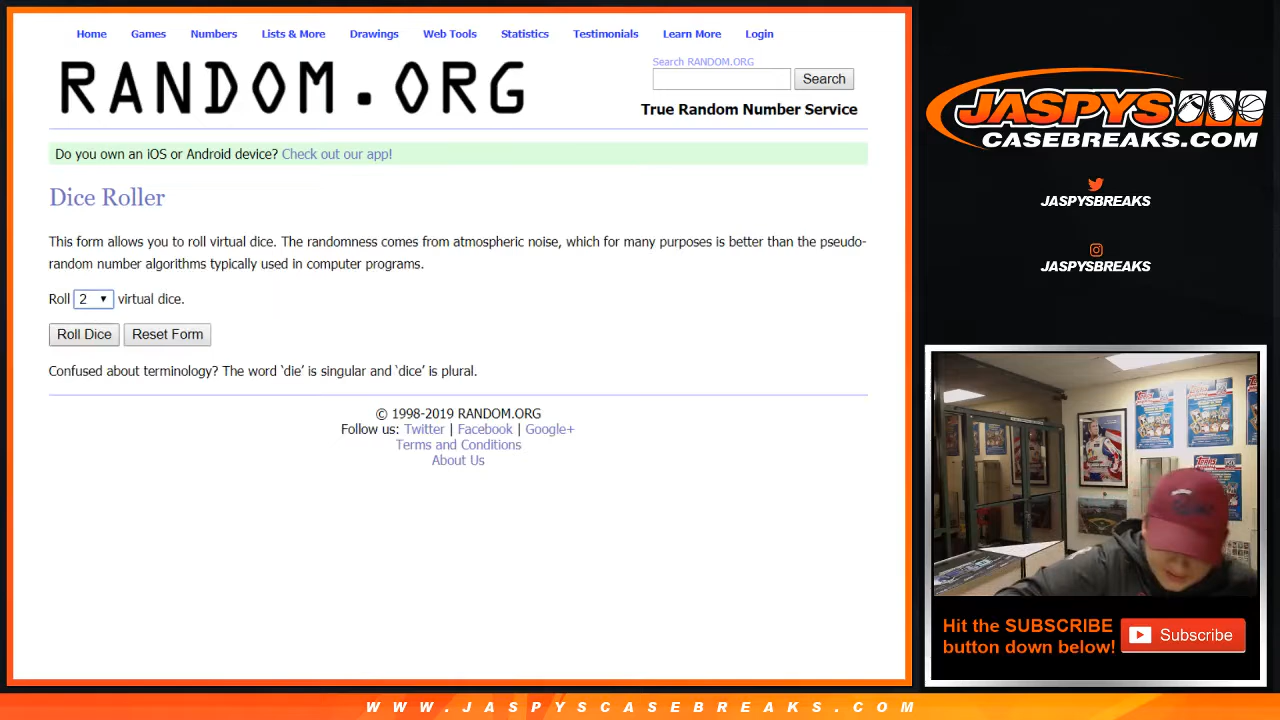 Home Games Numbers Lists & More Drawings Web Tools Statistics Testimonials Learn More Login
RANDOM.ORG
Search RANDOM.ORG
Search
True Random Number Service
Do you own an iOS or Android device? Check out our app!
Dice Roller
This form allows you to roll virtual dice. The randomness comes from atmospheric noise, which for many purposes is better than the pseudo-
random number algorithms typically used in computer programs.
Roll 2 virtual dice.
Roll Dice Reset Form
Confused about terminology? The word ‘die’ is singular and ‘dice’ is plural.
© 1998-2019 RANDOM.ORG
Follow us: Twitter | Facebook | Google+
Terms and Conditions
About Us
JASPYS
CASEBREAKS.COM
JASPYSBREAKS
JASPYSBREAKS
Hit the SUBSCRIBE
button down below!
Subscribe
WWW.JASPYSCASEBREAKS.COM